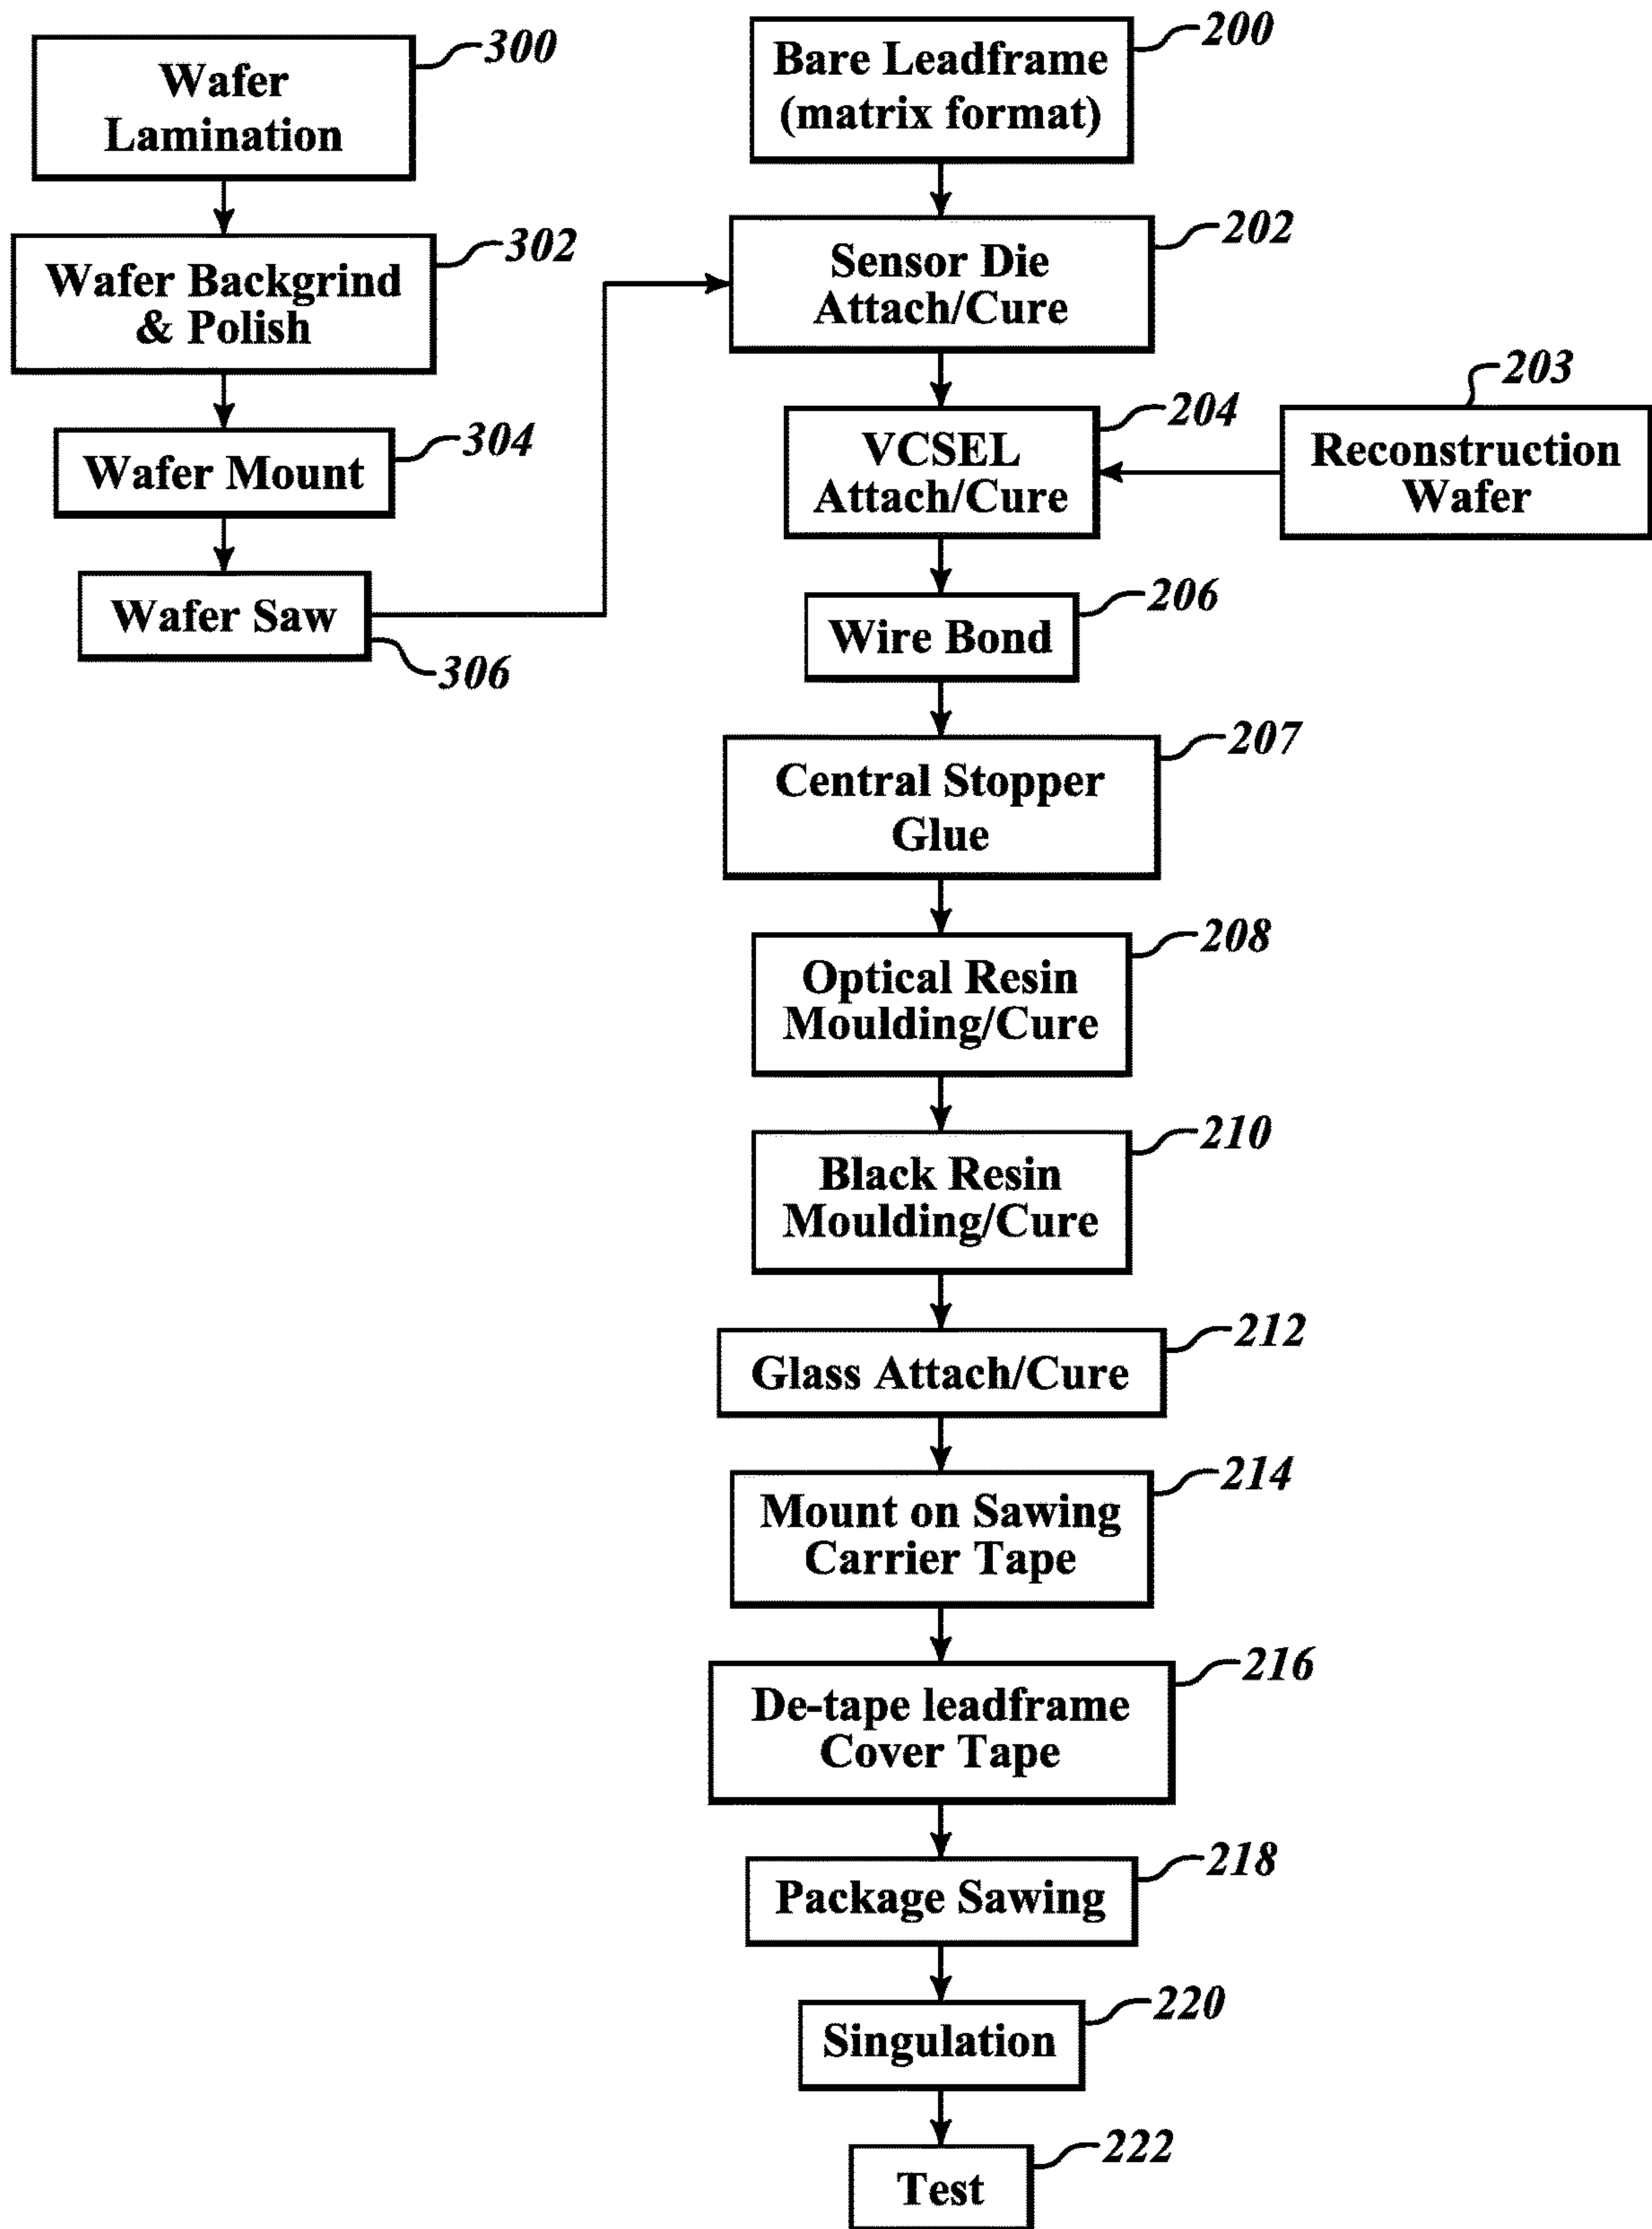 Wafer
Lamination
300
Wafer Backgrind
& Polish
302
Wafer Mount
304
Wafer Saw
306
Bare Leadframe
(matrix format)
200
Sensor Die
Attach/Cure
202
VCSEL
Attach/Cure
204
Reconstruction
Wafer
203
Wire Bond
206
Central Stopper
Glue
207
Optical Resin
Moulding/Cure
208
Black Resin
Moulding/Cure
210
Glass Attach/Cure
212
Mount on Sawing
Carrier Tape
214
De-tape leadframe
Cover Tape
216
Package Sawing
218
Singulation
220
Test
222